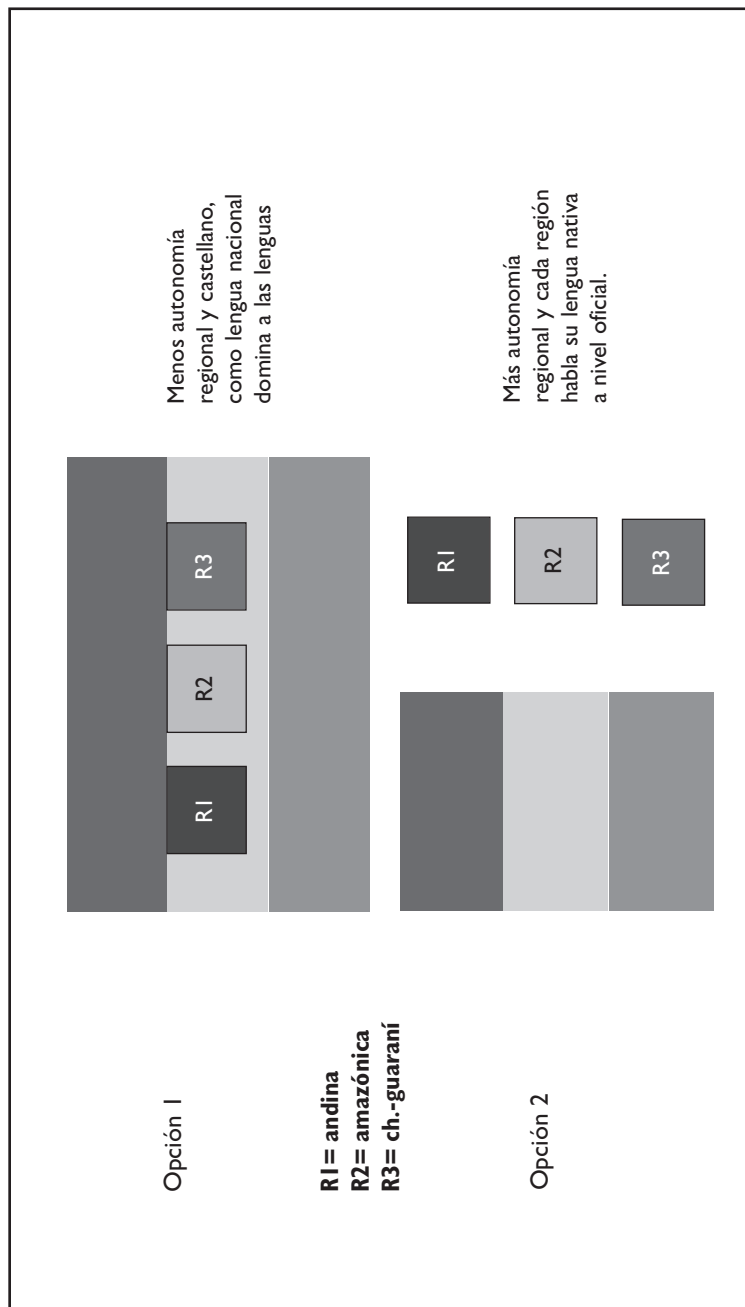 Opción 1
R1
R2
R3
Menos autonomía
regional y castellano,
como lengua nacional
domina a las lenguas
R1= andina
R2= amazónica
R3= ch.-guaraní
Opción 2
R1
R2
R3
Más autonomía
regional y cada región
habla su lengua nativa
a nivel oficial.